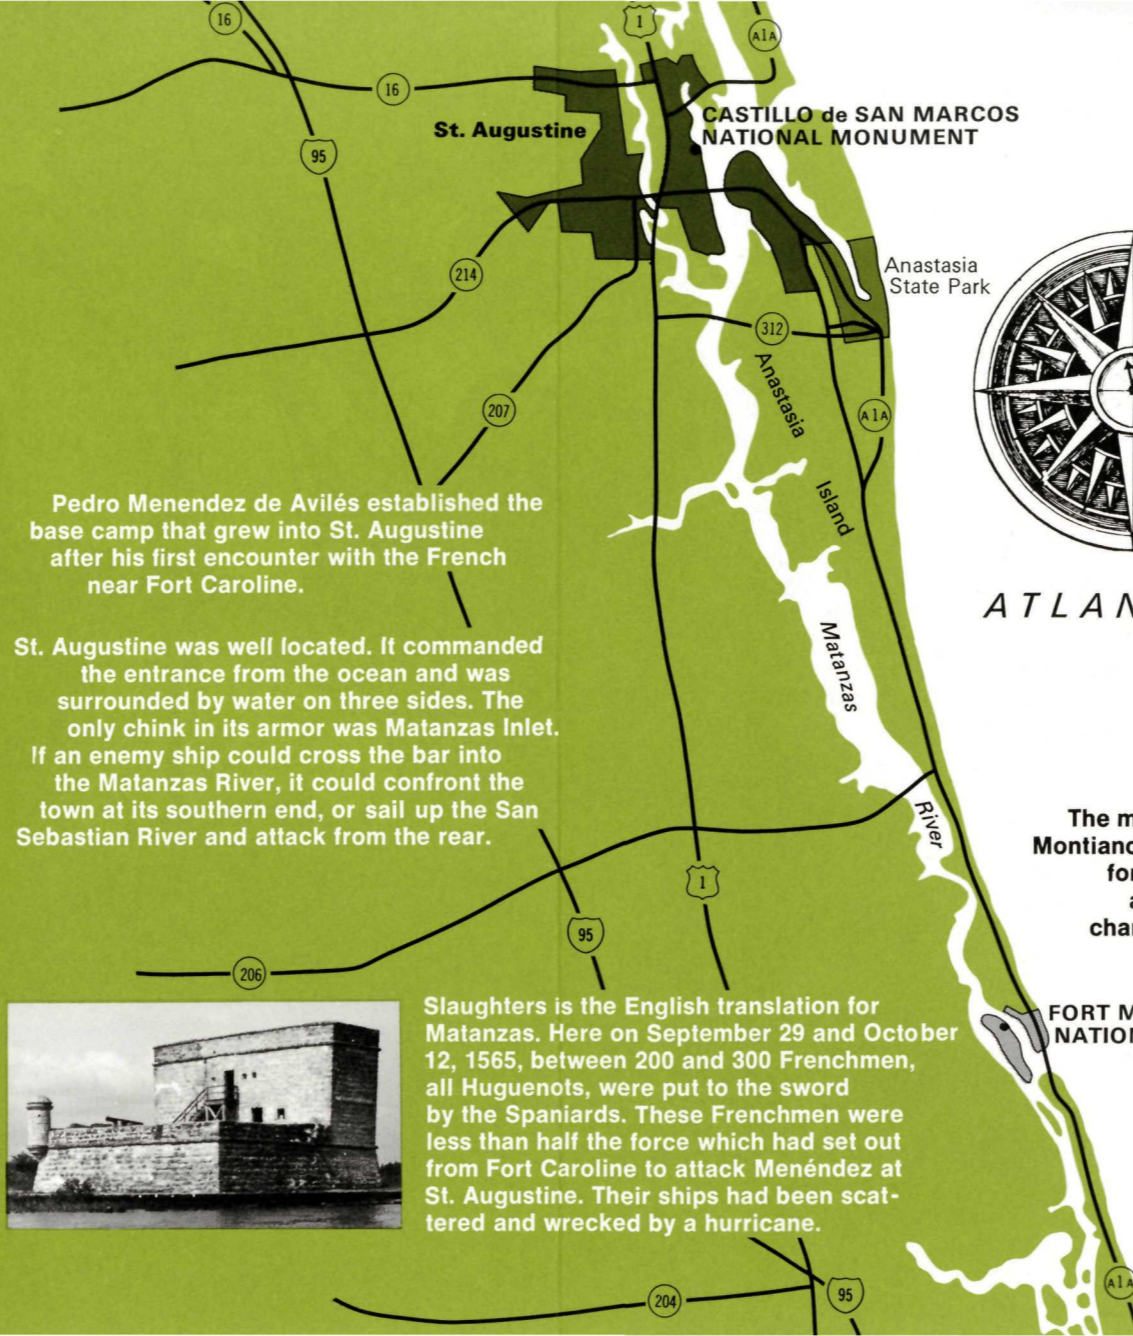 16
1
A1A
16
CASTILLO de SAN MARCOS
NATIONAL MONUMENT
St. Augustine
95
Anastasia
State Park
214
312
Anastasia
Island
207
A1A
Pedro Menendez de Avilés established the
base camp that grew into St. Augustine
after his first encounter with the French
near Fort Caroline.
ATLAN
St. Augustine was well located. It commanded
the entrance from the ocean and was
surrounded by water on three sides. The
only chink in its armor was Matanzas Inlet.
If an enemy ship could cross the bar into
the Matanzas River, it could confront the
town at its southern end, or sail up the San
Sebastian River and attack from the rear.
Matanzas
River
The m
Montiano
for
a
char
1
95
206
FORT M
NATION
Slaughters is the English translation for
Matanzas. Here on September 29 and October
12, 1565, between 200 and 300 Frenchmen,
all Huguenots, were put to the sword
by the Spaniards. These Frenchmen were
less than half the force which had set out
from Fort Caroline to attack Menéndez at
St. Augustine. Their ships had been scat-
tered and wrecked by a hurricane.
204
95
A1A